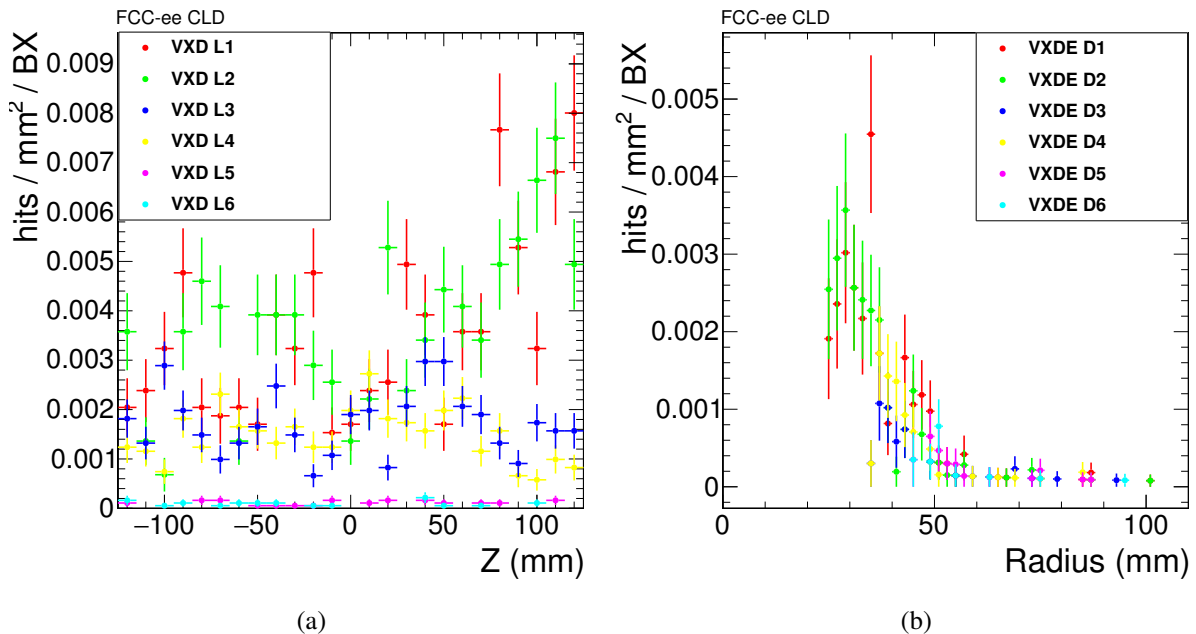 FCC-ee CLD
VXD L1
VXD L2
VXD L3
VXD L4
VXD L5
VXD L6
hits / mm² / BX
0.009
0.008
0.007
0.006
0.005
0.004
0.003
0.002
0.001
0
−100 −50 0 50 100
Z (mm)
(a)
FCC-ee CLD
VXDE D1
VXDE D2
VXDE D3
VXDE D4
VXDE D5
VXDE D6
hits / mm² / BX
0.005
0.004
0.003
0.002
0.001
0
0 50 100
Radius (mm)
(b)